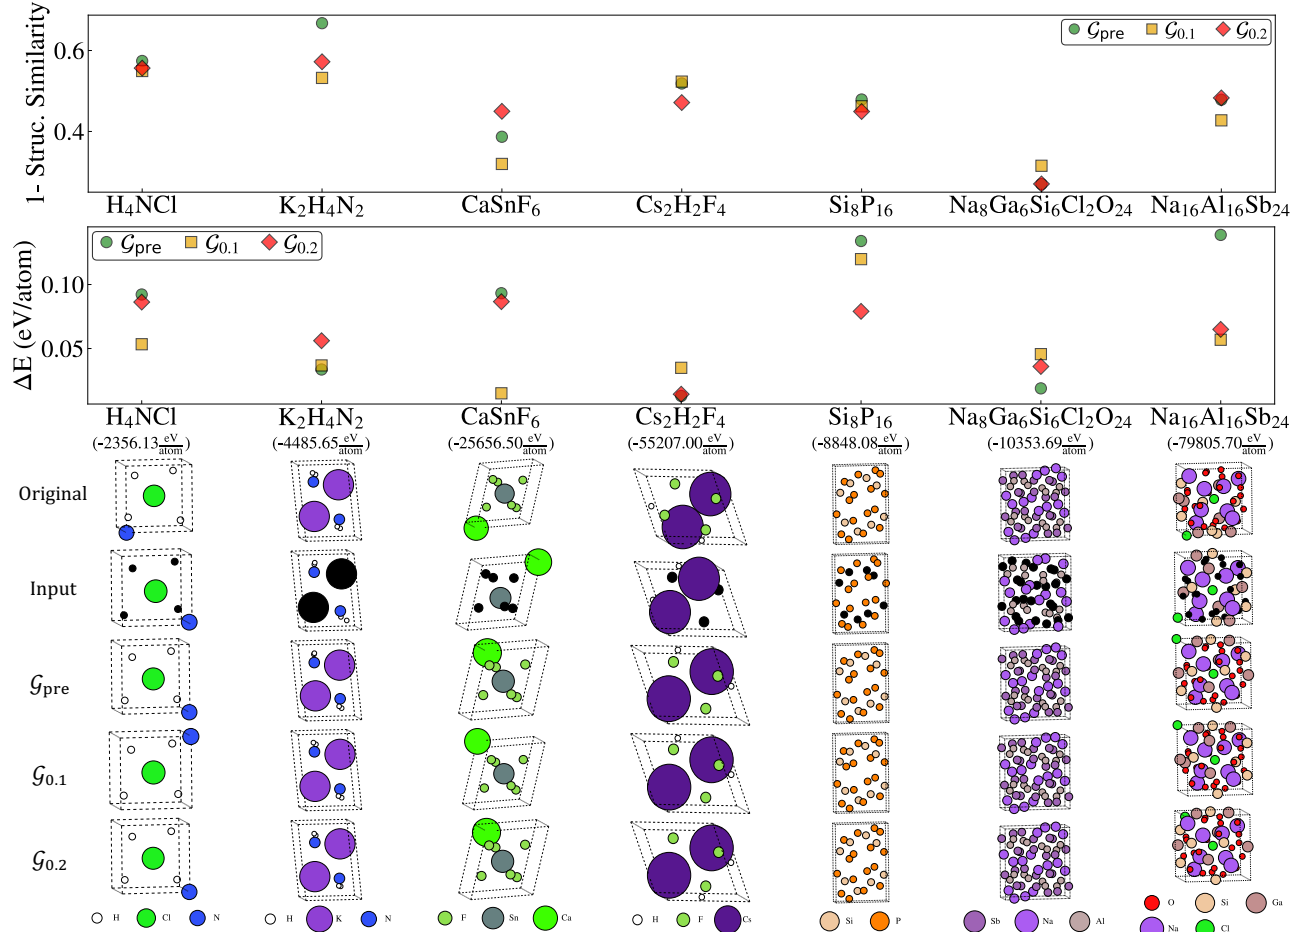 1- Struc. Similarity
0.6
0.4
𝒢pre 𝒢0.1 𝒢0.2
H4NCl K2H4N2 CaSnF6 Cs2H2F4 Si8P16 Na8Ga6Si6Cl2O24 Na16Al16Sb24
ΔE (eV/atom)
0.10
0.05
𝒢pre 𝒢0.1 𝒢0.2
H4NCl K2H4N2 CaSnF6 Cs2H2F4 Si8P16 Na8Ga6Si6Cl2O24 Na16Al16Sb24
(-2356.13 eV/atom) (-4485.65 eV/atom) (-25656.50 eV/atom) (-55207.00 eV/atom) (-8848.08 eV/atom) (-10353.69 eV/atom) (-79805.70 eV/atom)
Original
Input
𝒢pre
𝒢0.1
𝒢0.2
H Cl N H K N F Sn Ca H F Cs Si P Sb Na Al O Si Ga
Na Cl